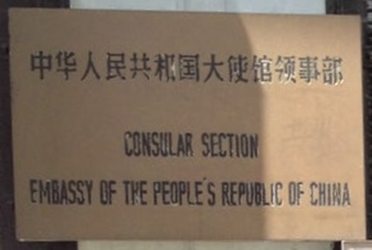 中华人民共和国大使馆领事部
CONSULAR SECTION
EMBASSY OF THE PEOPLE'S REPUBLIC OF CHINA